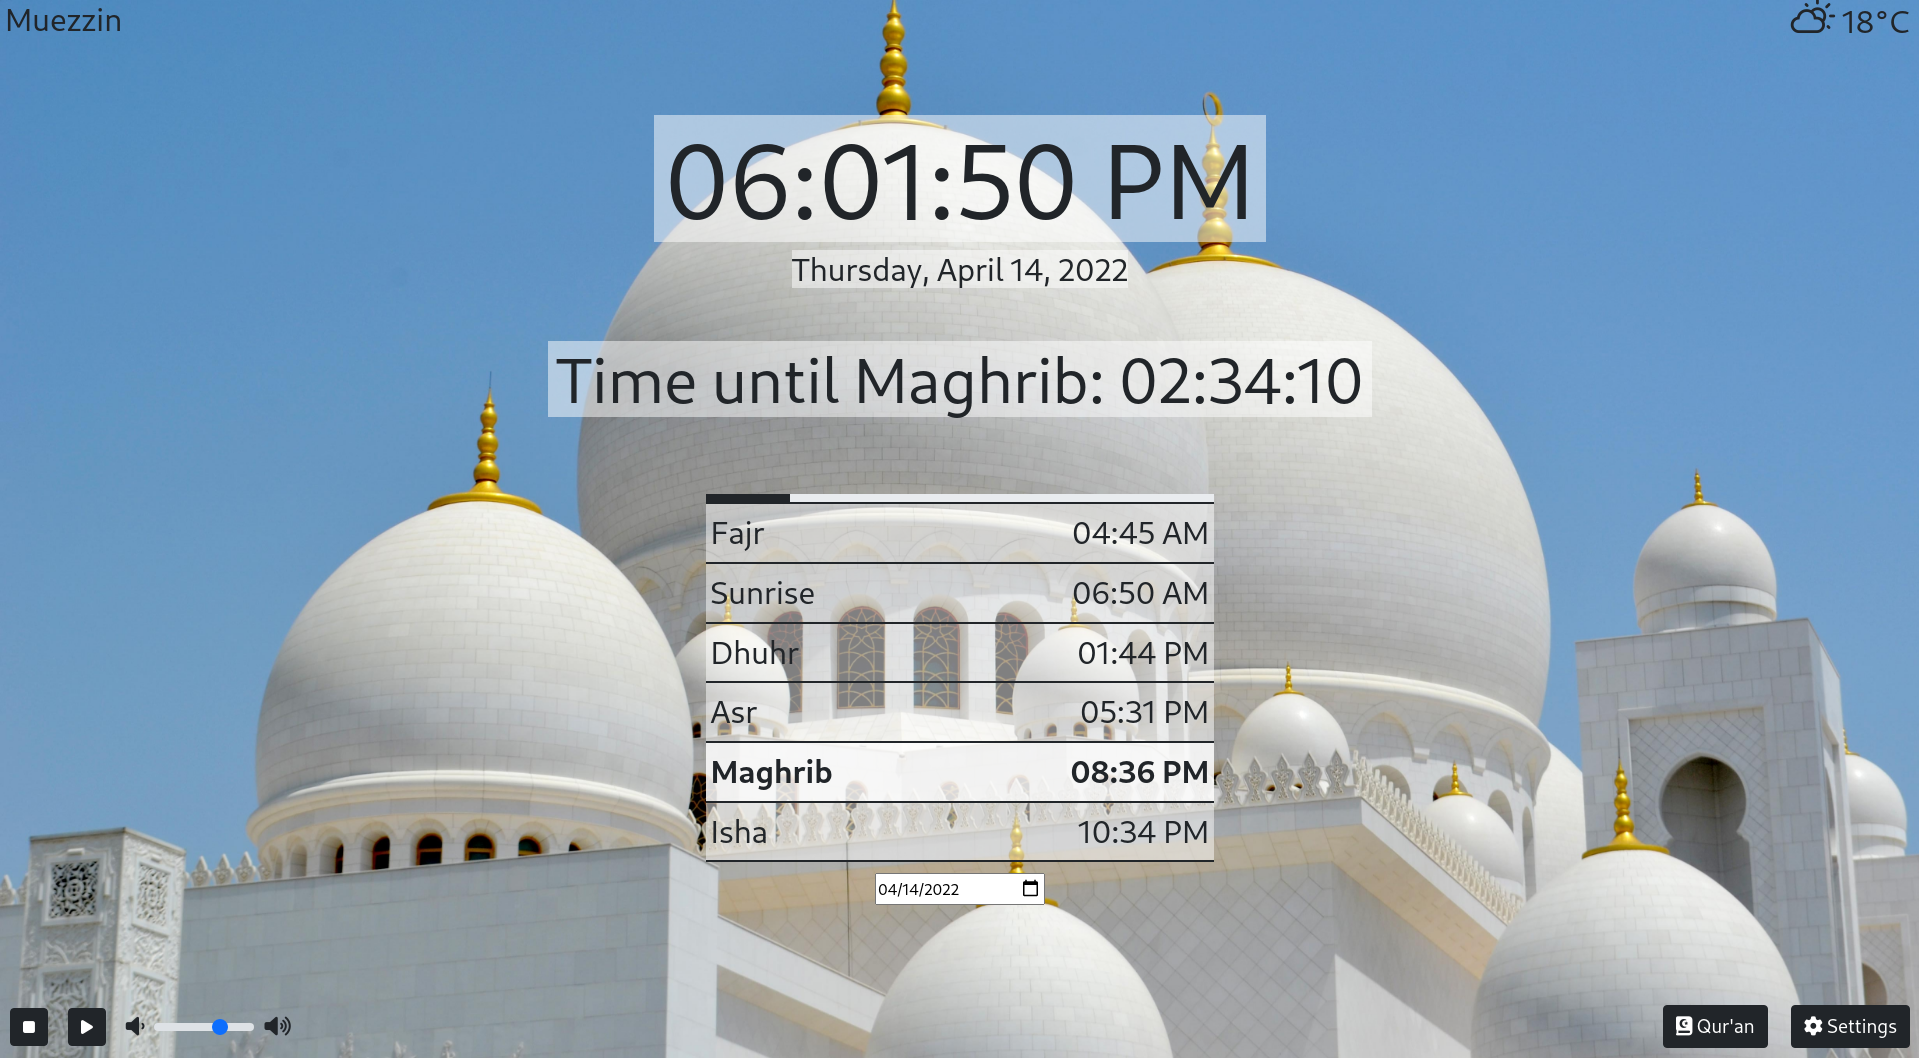 Muezzin
18°C
06:01:50 PM
Thursday, April 14, 2022
Time until Maghrib: 02:34:10
Fajr 04:45 AM
Sunrise 06:50 AM
Dhuhr 01:44 PM
Asr 05:31 PM
Maghrib 08:36 PM
Isha 10:34 PM
04/14/2022
Qur'an
Settings